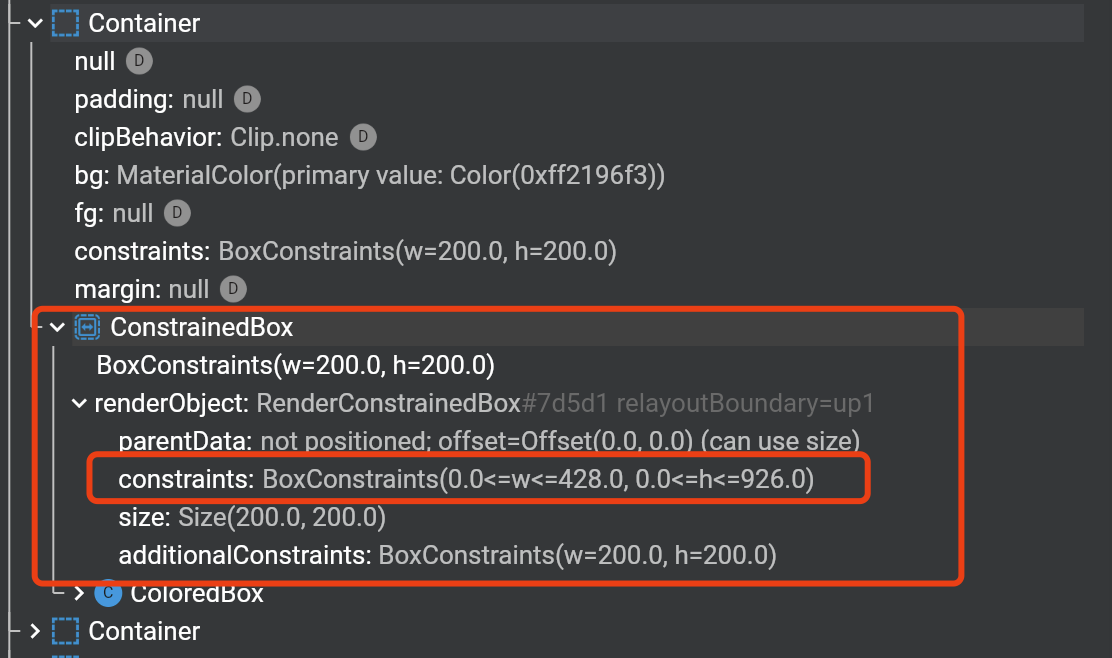 Container
null D
padding: null D
clipBehavior: Clip.none D
bg: MaterialColor(primary value: Color(0xff2196f3))
fg: null D
constraints: BoxConstraints(w=200.0, h=200.0)
margin: null D
ConstrainedBox
BoxConstraints(w=200.0, h=200.0)
renderObject: RenderConstrainedBox#7d5d1 relayoutBoundary=up1
parentData: not positioned; offset=Offset(0.0, 0.0) (can use size)
constraints: BoxConstraints(0.0<=w<=428.0, 0.0<=h<=926.0)
size: Size(200.0, 200.0)
additionalConstraints: BoxConstraints(w=200.0, h=200.0)
C ColoredBox
Container